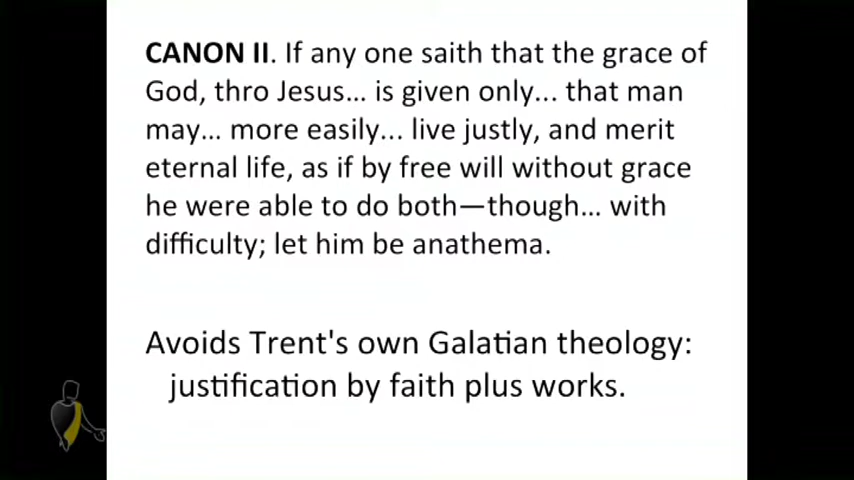 CANON II. If any one saith that the grace of
God, thro Jesus... is given only... that man
may... more easily... live justly, and merit
eternal life, as if by free will without grace
he were able to do both—though... with
difficulty; let him be anathema.
Avoids Trent's own Galatian theology:
justification by faith plus works.